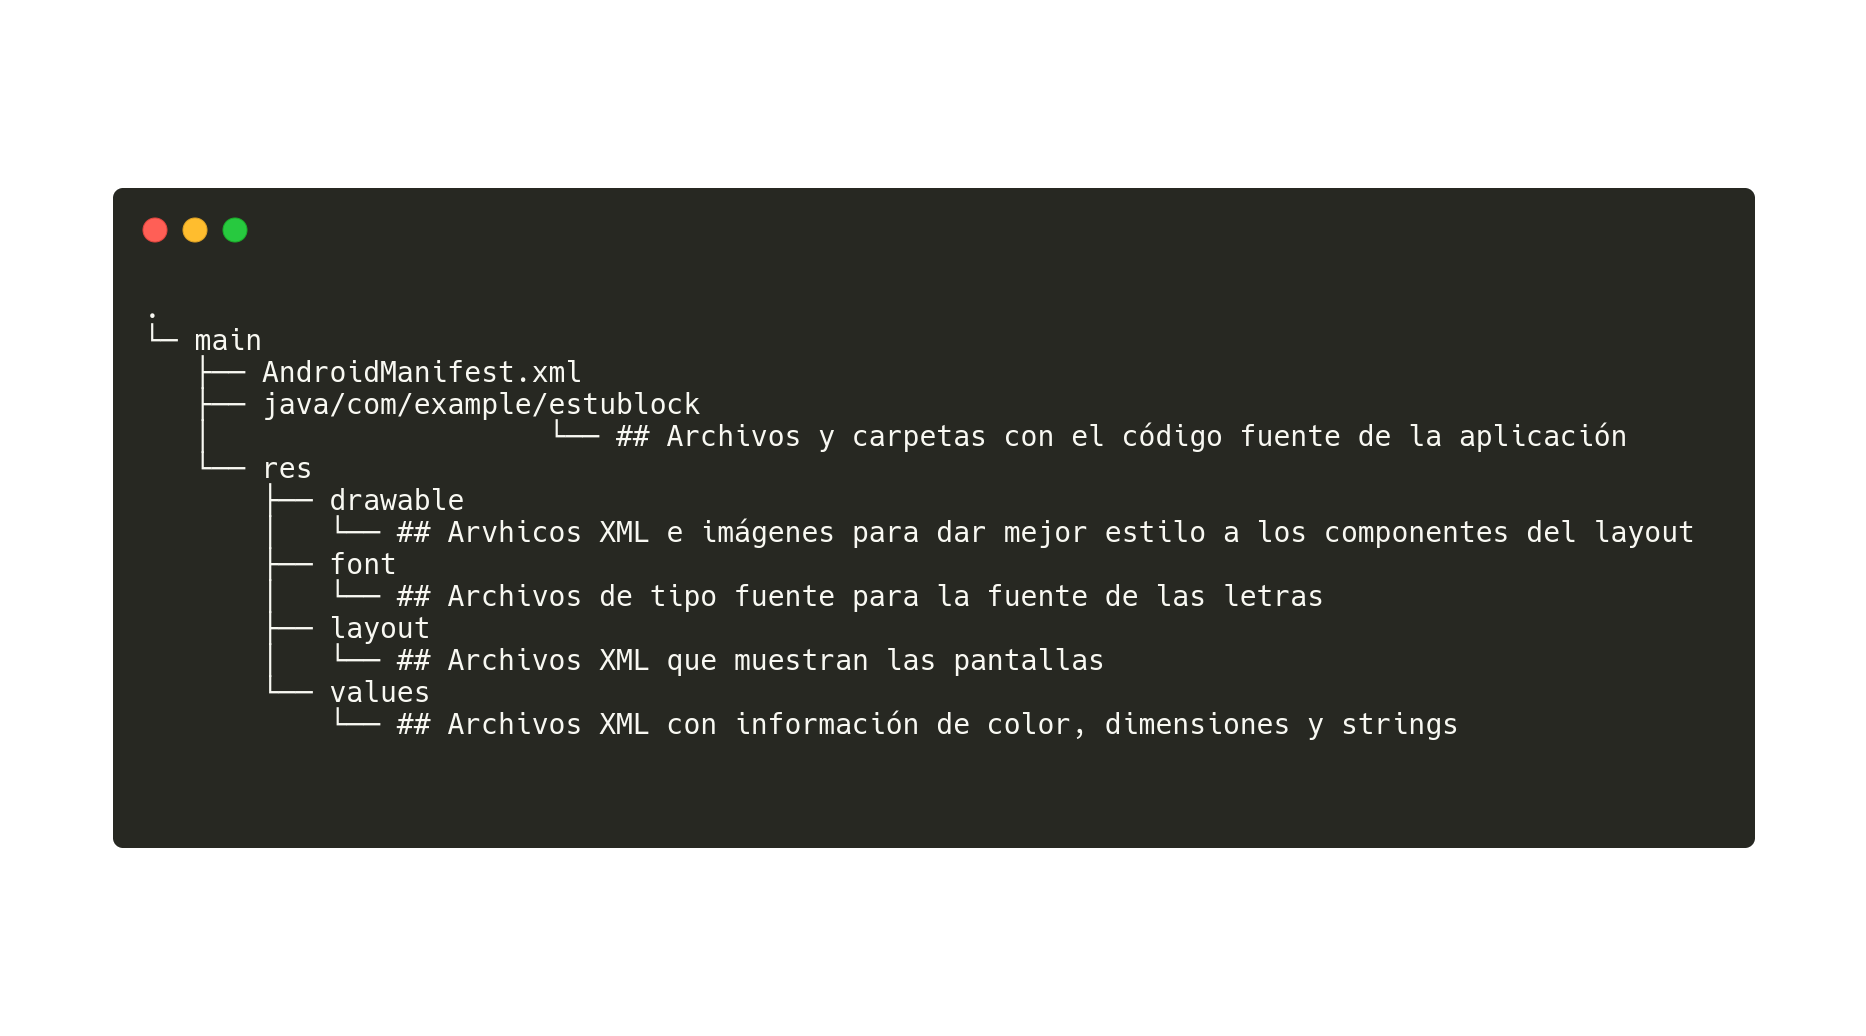 .
└─ main
   ├── AndroidManifest.xml
   ├── java/com/example/estublock
   │                    └── ## Archivos y carpetas con el código fuente de la aplicación
   └── res
       ├── drawable
       │   └── ## Arvhicos XML e imágenes para dar mejor estilo a los componentes del layout
       ├── font
       │   └── ## Archivos de tipo fuente para la fuente de las letras
       ├── layout
       │   └── ## Archivos XML que muestran las pantallas
       └── values
           └── ## Archivos XML con información de color, dimensiones y strings